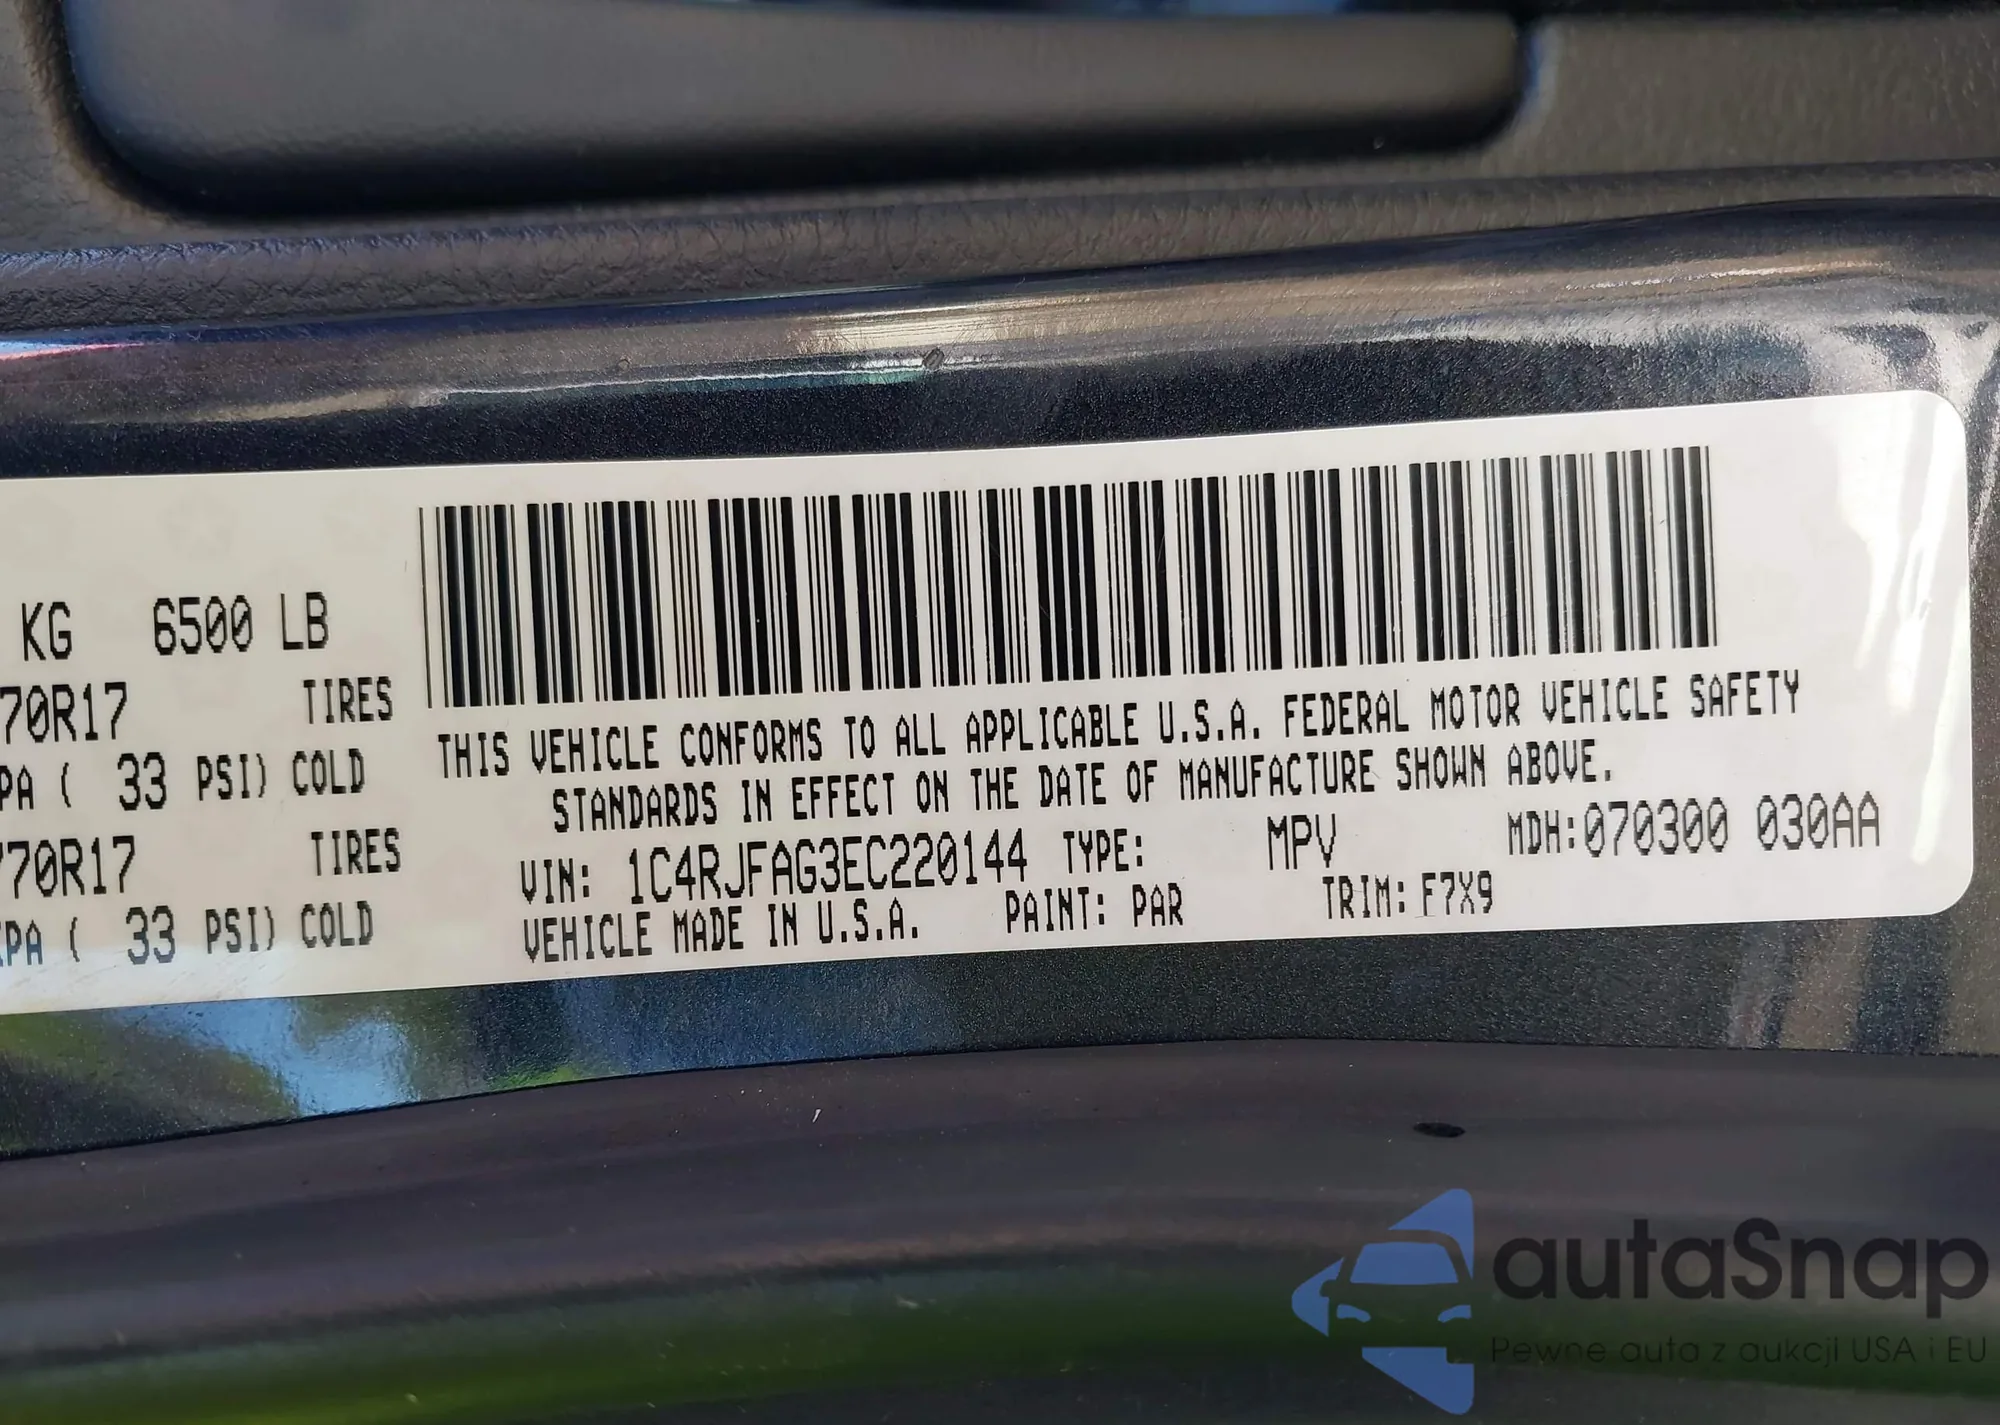 KG 6500 LB
70R17 TIRES
PA ( 33 PSI) COLD
70R17 TIRES
PA ( 33 PSI) COLD
THIS VEHICLE CONFORMS TO ALL APPLICABLE U.S.A. FEDERAL MOTOR VEHICLE SAFETY
STANDARDS IN EFFECT ON THE DATE OF MANUFACTURE SHOWN ABOVE.
VIN: 1C4RJFAG3EC220144 TYPE: MPV MDH:070300 030AA
VEHICLE MADE IN U.S.A. PAINT: PAR TRIM: F7X9
autaSnap
Pewne auta z aukcji USA i EU